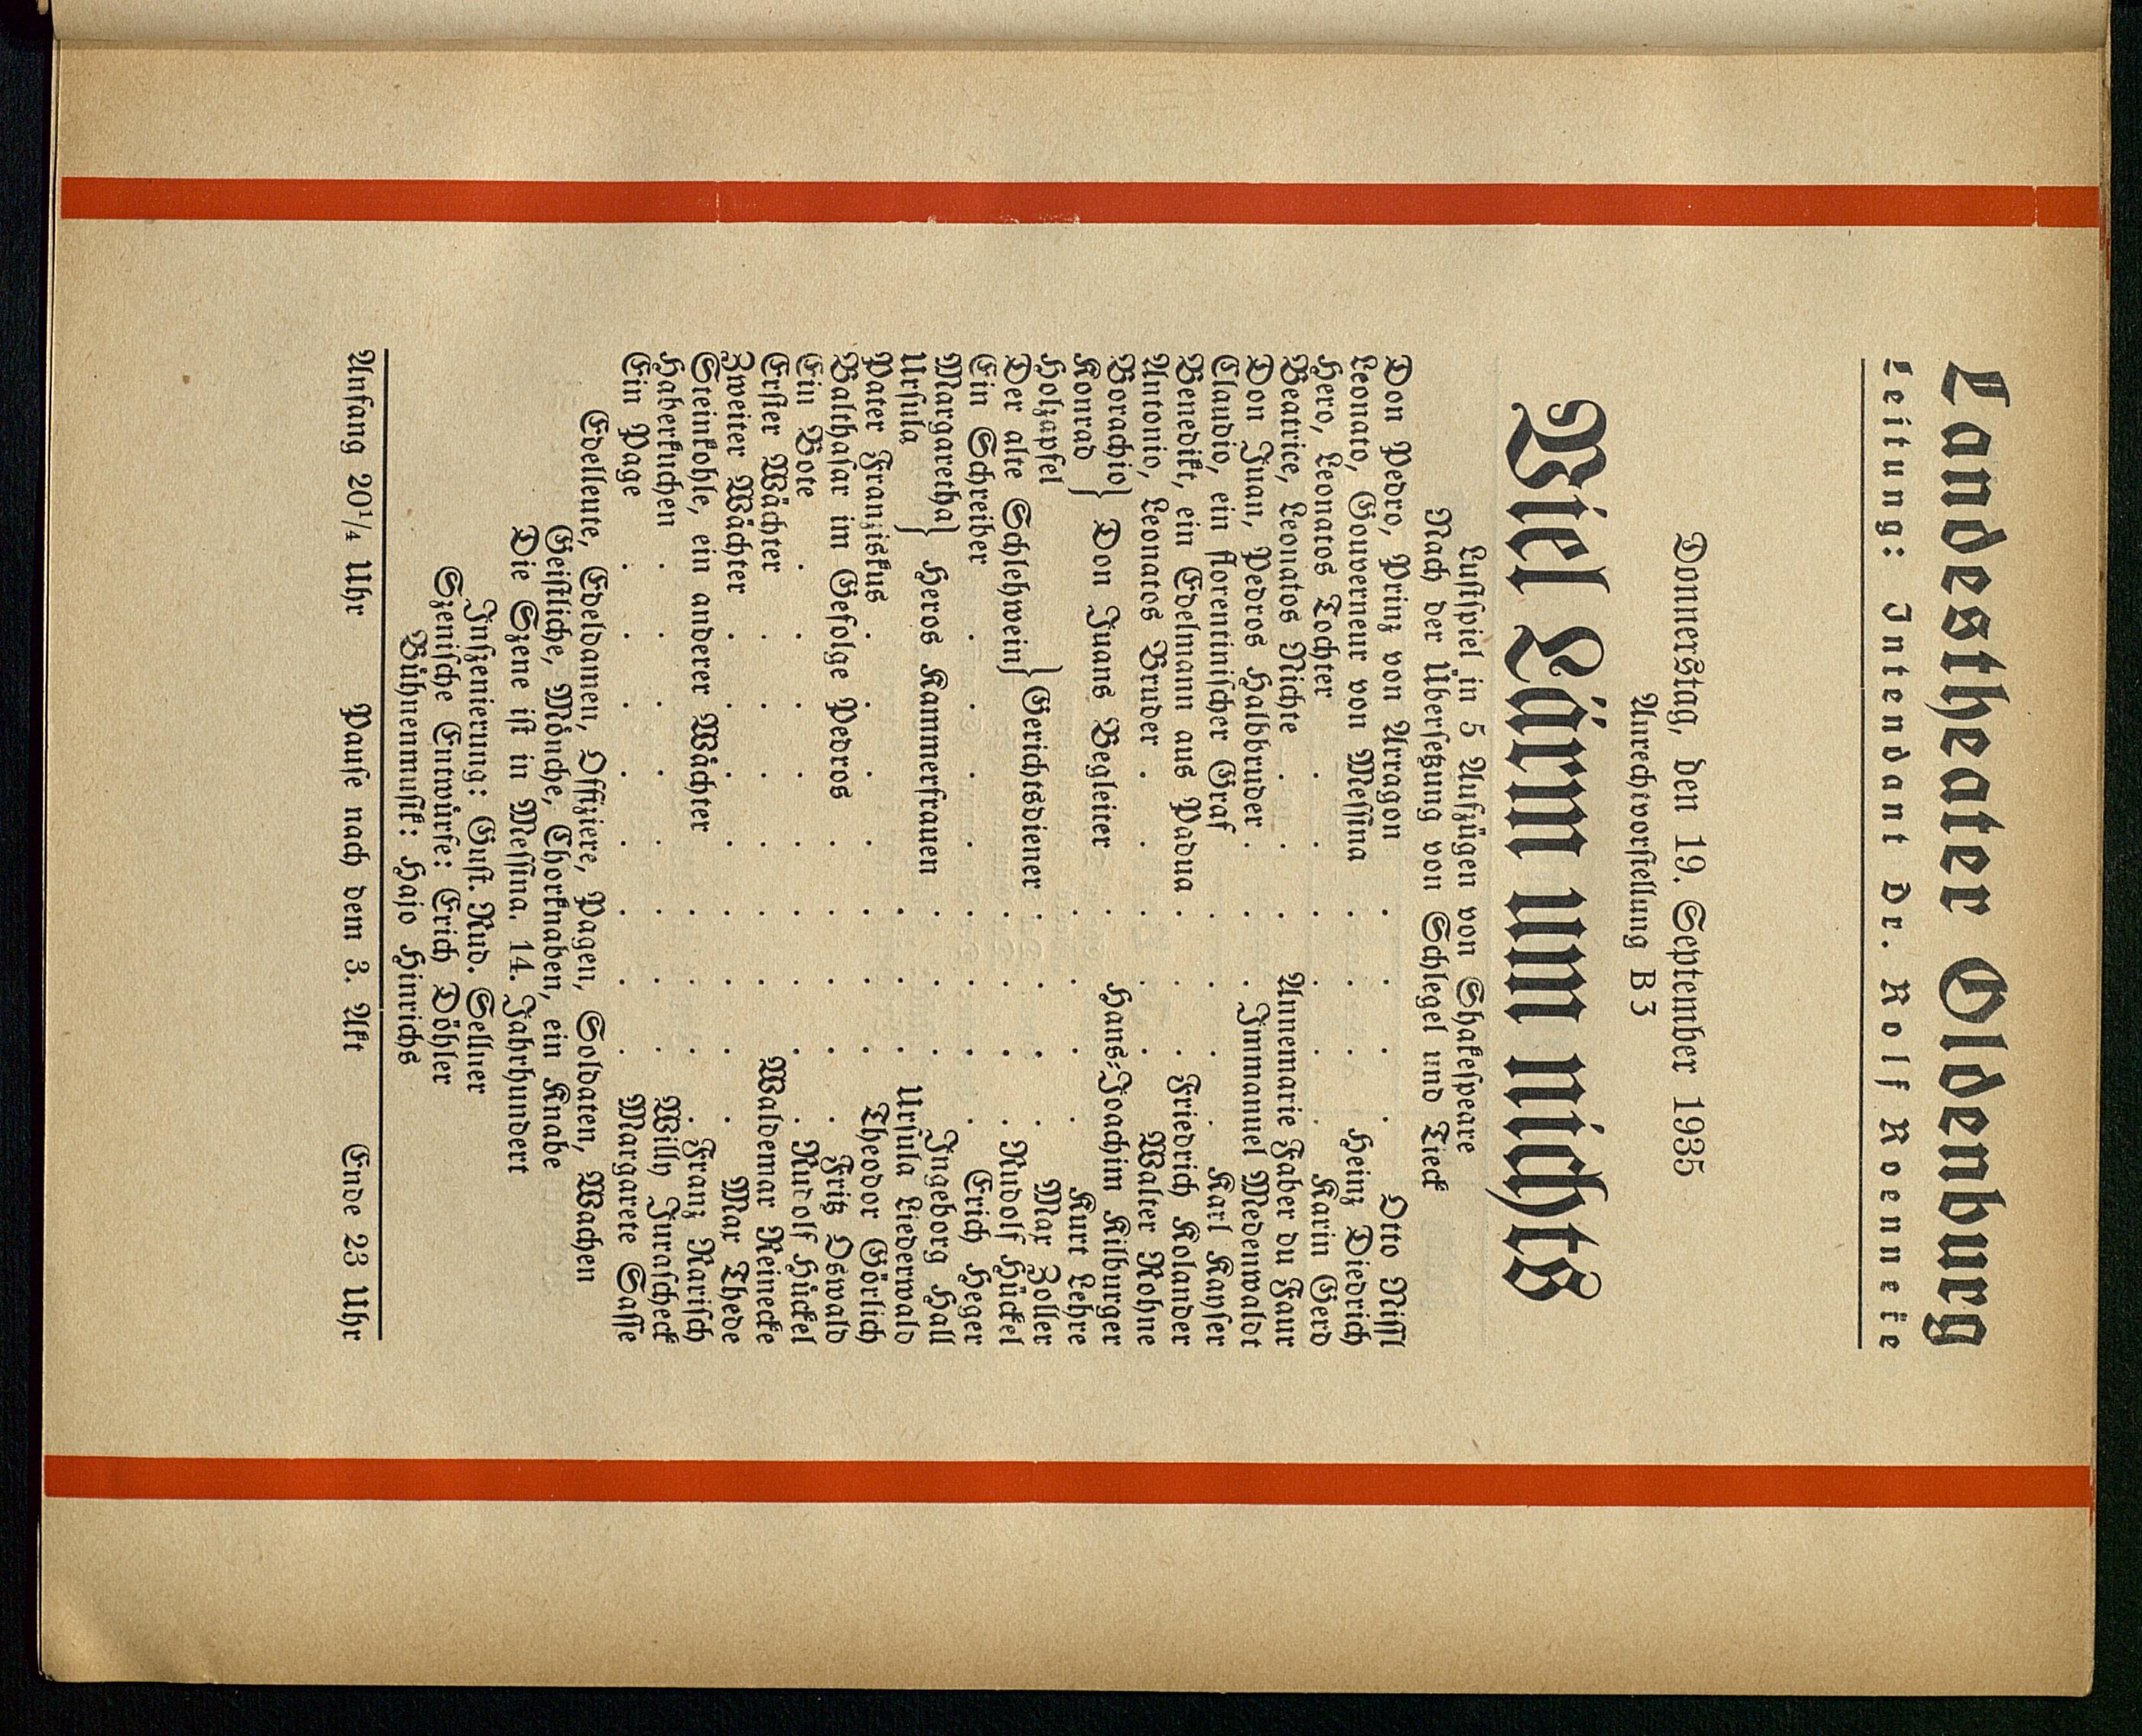 Landestheater Oldenburg
Leitung: Intendant Dr. Rolf Roennecke
Donnerstag, den 19. September 1935
Anrechtvorstellung B 3
Viel Lärm um nichts
Lustspiel in 5 Aufzügen von Shakespeare
Nach der Übersetzung von Schlegel und Tieck
Don Pedro, Prinz von Arragon . . . . Otto Nissl
Leonato, Gouverneur von Messina . . . Heinz Diedrich
Hero, Leonatos Tochter . . . . . . Karin Gerd
Beatrice, Leonatos Nichte . . . Annemarie Faber du Faur
Don Juan, Pedros Halbbruder . . . Immanuel Medenwaldt
Claudio, ein florentinischer Graf . . . . Karl Kayser
Benedikt, ein Edelmann aus Padua . . Friedrich Kolander
Antonio, Leonatos Bruder . . . . . Walter Rohne
Borachio } Don Juans Begleiter . Hans-Joachim Kilburger
Konrad . . . . Kurt Lehre
Holzapfel } Gerichtsdiener . . . . Max Zoller
Der alte Schlehwein . . . . Rudolf Hückel
Ein Schreiber . . . . . . . . Erich Heger
Margaretha } Heros Kammerfrauen . . . Ingeborg Hall
Ursula . . . Ursula Liederwald
Pater Franziskus . . . . . . . Theodor Görlich
Balthasar im Gefolge Pedros . . . . . Fritz Oswald
Ein Bote . . . . . . . . . Rudolf Hückel
Erster Wächter . . . . . . Waldemar Reinecke
Zweiter Wächter . . . . . . . . Max Thede
Steinkohle, ein anderer Wächter . . . . Franz Rarisch
Haberkuchen . . . . . . . . Willy Jurascheck
Ein Page . . . . . . . . Margarete Sasse
Edelleute, Edeldamen, Offiziere, Pagen, Soldaten, Wachen
Geistliche, Mönche, Chorknaben, ein Knabe
Die Szene ist in Messina. 14. Jahrhundert
Inszenierung: Gust. Rud. Sellner
Szenische Entwürfe: Erich Döhler
Bühnenmusik: Hajo Hinrichs
Anfang 20¼ Uhr Pause nach dem 3. Akt Ende 23 Uhr